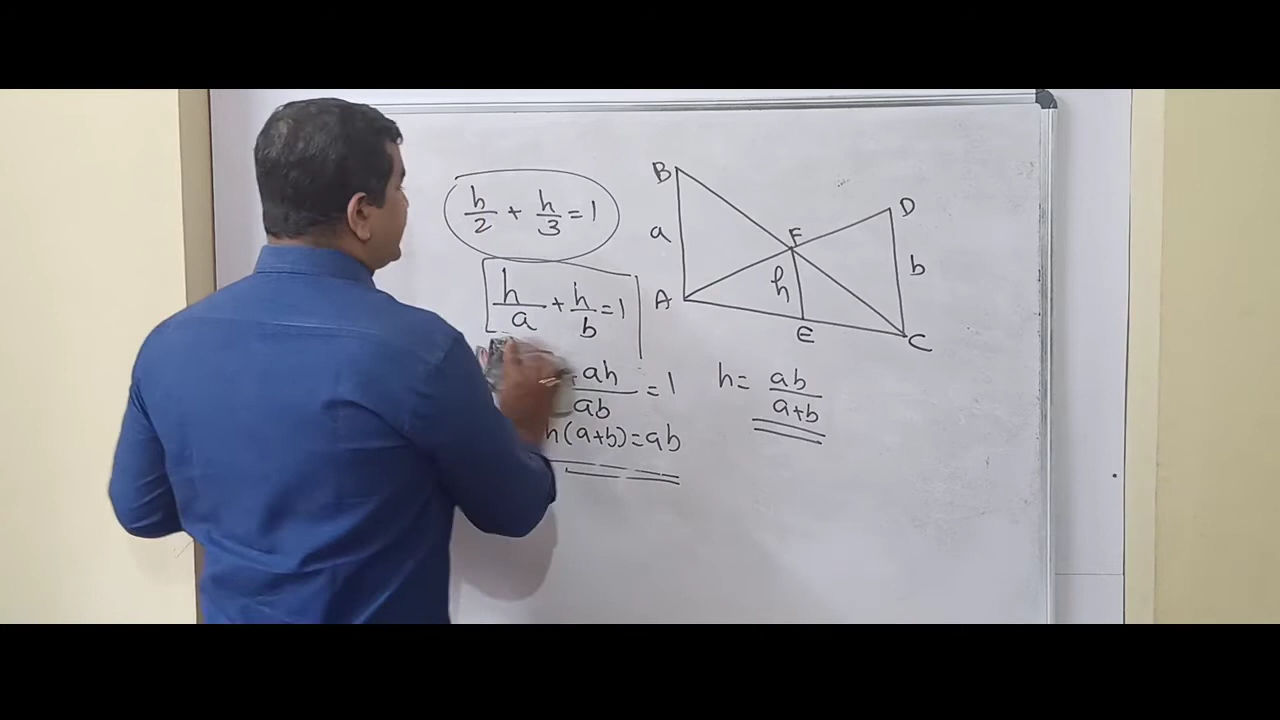 h/2 + h/3 = 1
h/a + h/b = 1
+ah/ab = 1
h(a+b)=ab
B
a
A
F
h
E
D
b
C
h= ab/a+b